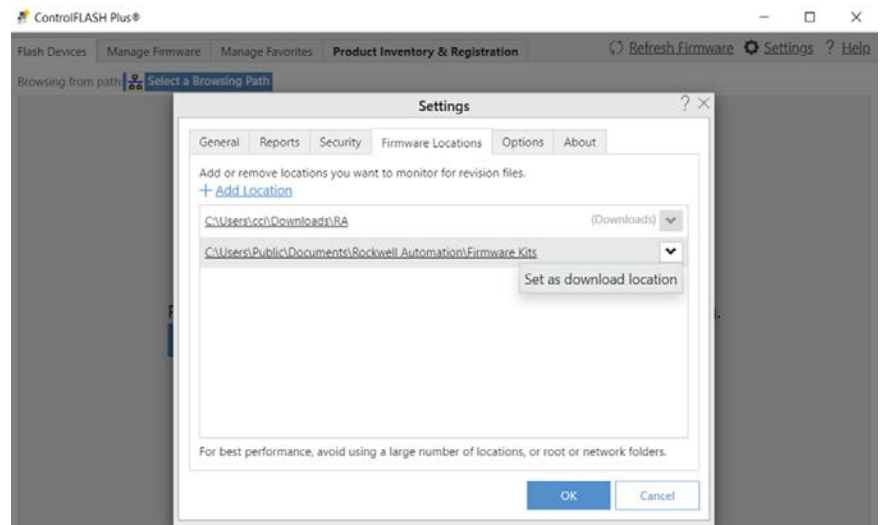 ControlFLASH Plus®
Flash Devices Manage Firmware Manage Favorites Product Inventory & Registration Refresh Firmware Settings ? Help
Browsing from path: Select a Browsing Path
Settings ?
General Reports Security Firmware Locations Options About
Add or remove locations you want to monitor for revision files.
+ Add Location
C:\Users\cci\Downloads\RA (Downloads)
C:\Users\Public\Documents\Rockwell Automation\Firmware Kits
Set as download location
For best performance, avoid using a large number of locations, or root or network folders.
OK Cancel